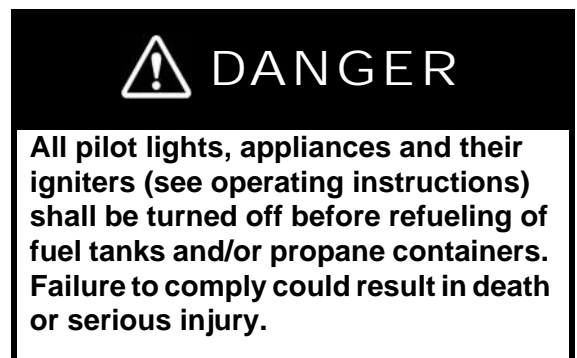 DANGER
All pilot lights, appliances and their
igniters (see operating instructions)
shall be turned off before refueling of
fuel tanks and/or propane containers.
Failure to comply could result in death
or serious injury.